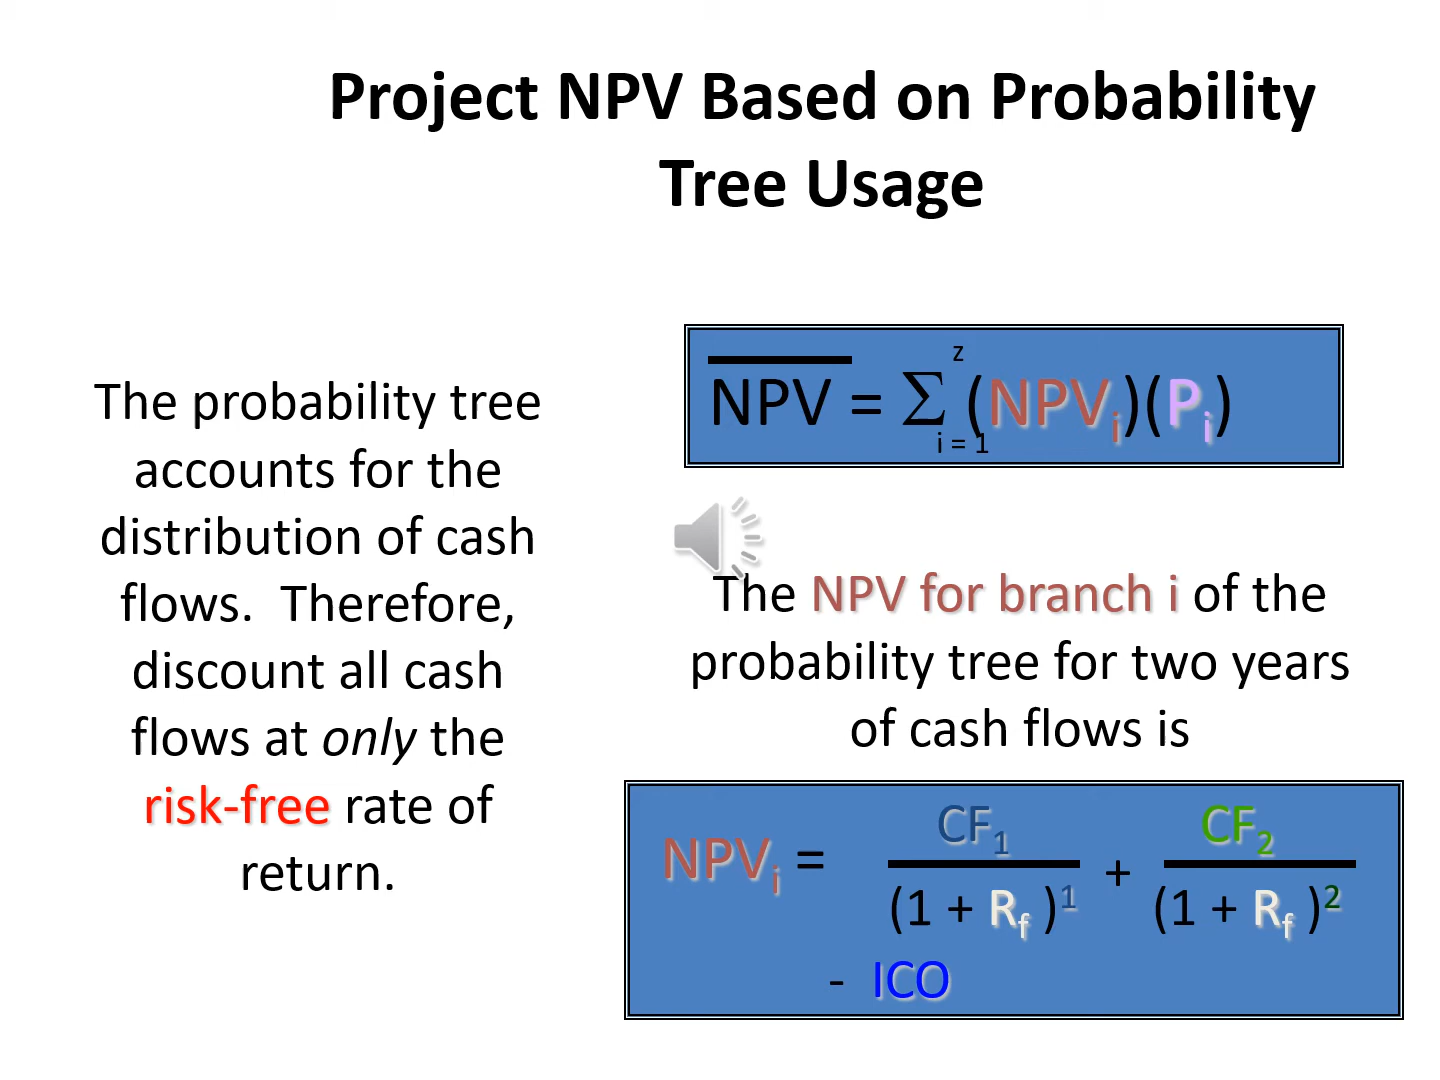 Project NPV Based on Probability
Tree Usage
The probability tree
accounts for the
distribution of cash
flows.  Therefore,
discount all cash
flows at only the
risk-free rate of
return.
z
NPV = Σ (NPVi)(Pi)
i = 1
The NPV for branch i of the
probability tree for two years
of cash flows is
CF1 CF2
NPVi = +
(1 + Rf )1 (1 + Rf )2
- ICO